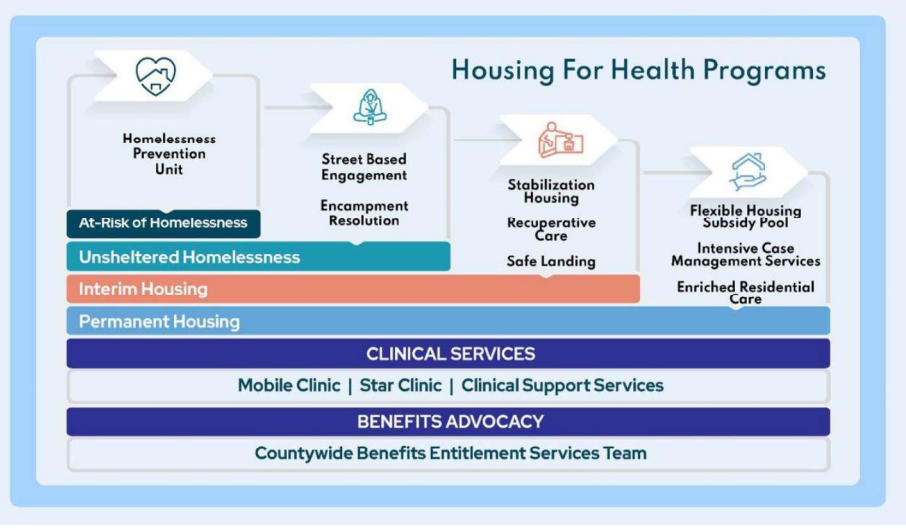 Housing For Health Programs
Homelessness
Prevention
Unit
At-Risk of Homelessness
Street Based
Engagement
Encampment
Resolution
Unsheltered Homelessness
Stabilization
Housing
Recuperative
Care
Safe Landing
Interim Housing
Flexible Housing
Subsidy Pool
Intensive Case
Management Services
Enriched Residential
Care
Permanent Housing
CLINICAL SERVICES
Mobile Clinic | Star Clinic | Clinical Support Services
BENEFITS ADVOCACY
Countywide Benefits Entitlement Services Team